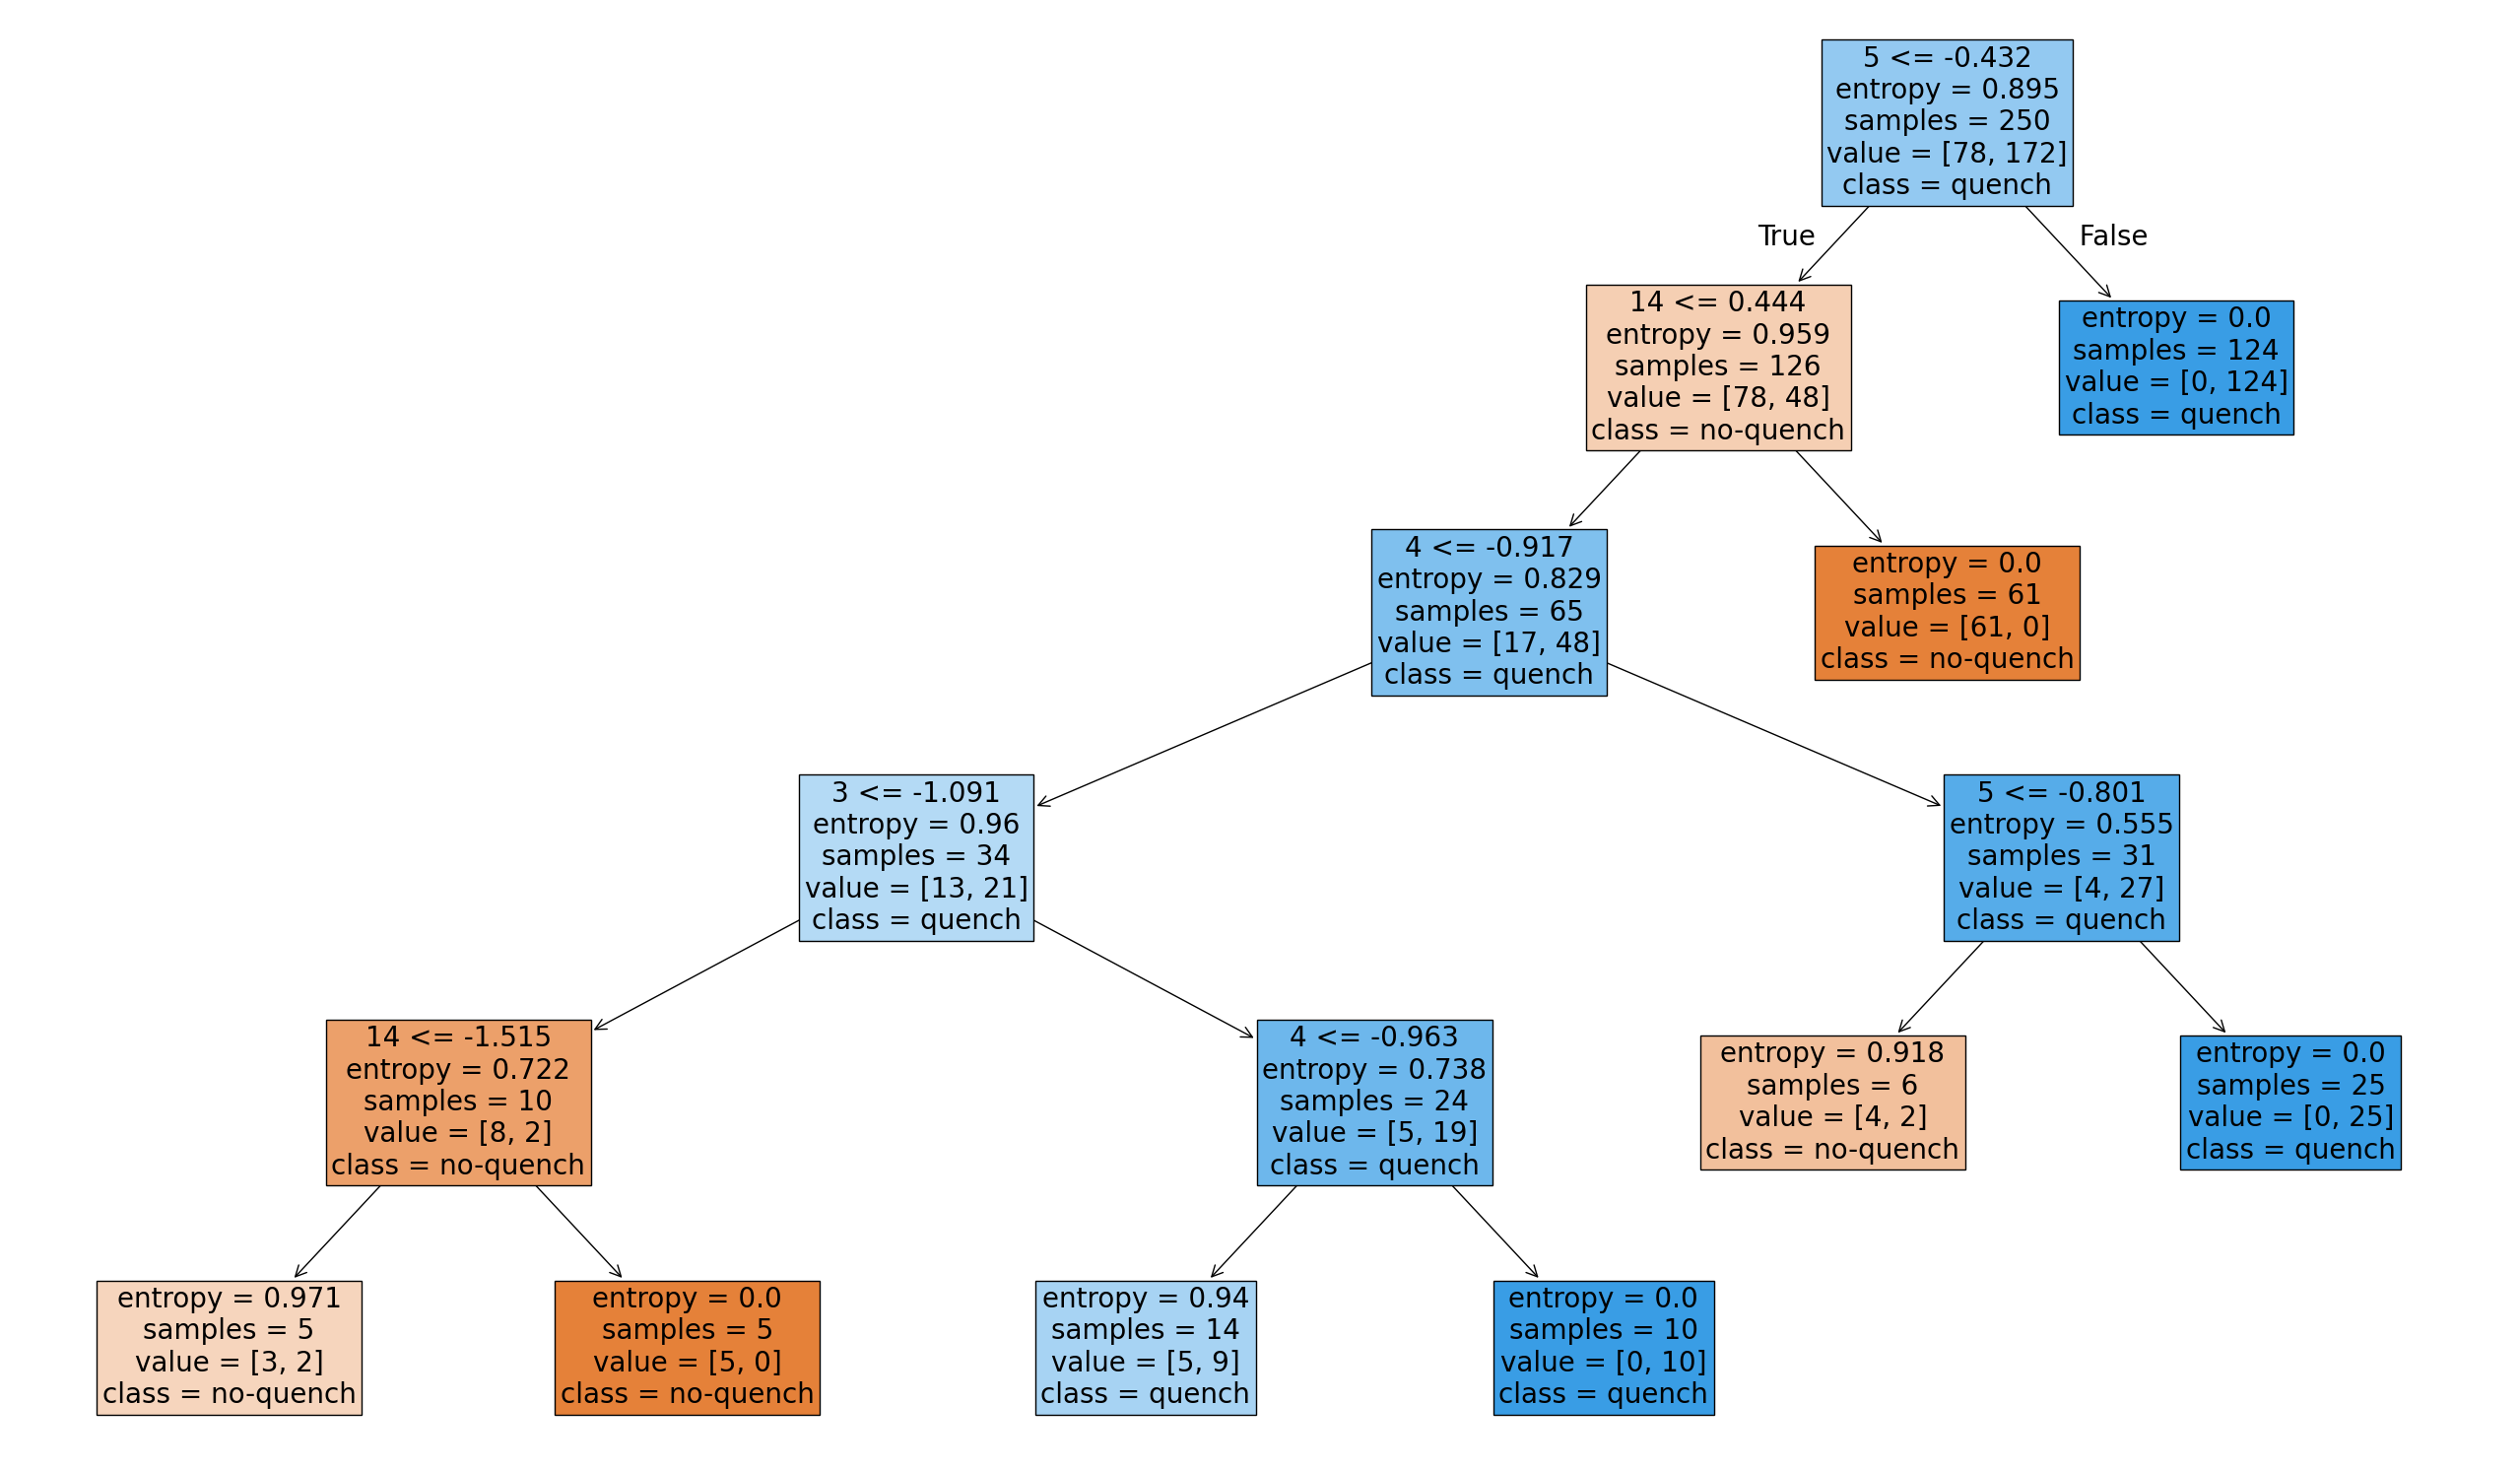 5 <= -0.432
entropy = 0.895
samples = 250
value = [78, 172]
class = quench
True
False
14 <= 0.444
entropy = 0.959
samples = 126
value = [78, 48]
class = no-quench
entropy = 0.0
samples = 124
value = [0, 124]
class = quench
4 <= -0.917
entropy = 0.829
samples = 65
value = [17, 48]
class = quench
entropy = 0.0
samples = 61
value = [61, 0]
class = no-quench
3 <= -1.091
entropy = 0.96
samples = 34
value = [13, 21]
class = quench
5 <= -0.801
entropy = 0.555
samples = 31
value = [4, 27]
class = quench
14 <= -1.515
entropy = 0.722
samples = 10
value = [8, 2]
class = no-quench
4 <= -0.963
entropy = 0.738
samples = 24
value = [5, 19]
class = quench
entropy = 0.918
samples = 6
value = [4, 2]
class = no-quench
entropy = 0.0
samples = 25
value = [0, 25]
class = quench
entropy = 0.971
samples = 5
value = [3, 2]
class = no-quench
entropy = 0.0
samples = 5
value = [5, 0]
class = no-quench
entropy = 0.94
samples = 14
value = [5, 9]
class = quench
entropy = 0.0
samples = 10
value = [0, 10]
class = quench